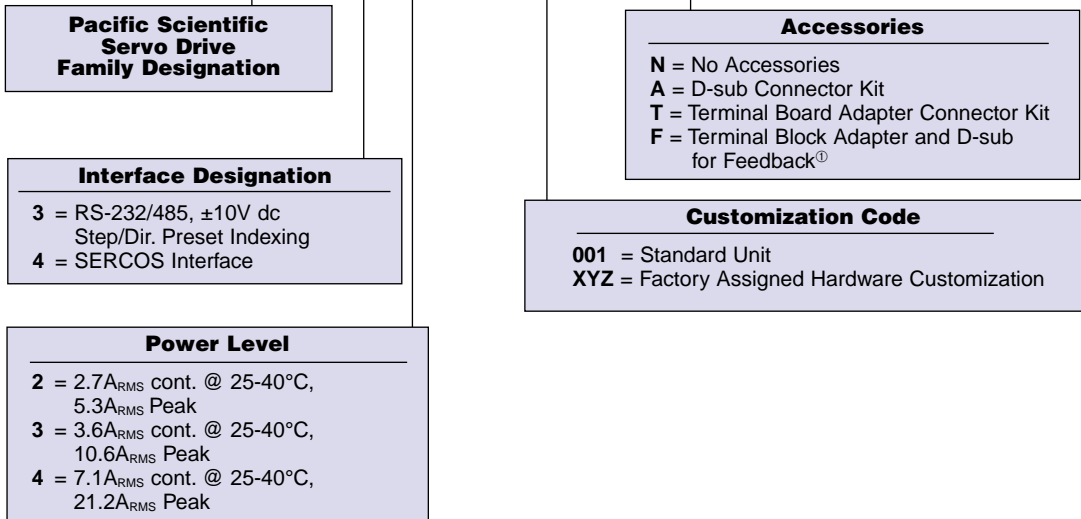 Pacific Scientific
Servo Drive
Family Designation
Interface Designation
3 = RS-232/485, ±10V dc
Step/Dir. Preset Indexing
4 = SERCOS Interface
Power Level
2 = 2.7ARMS cont. @ 25-40°C,
5.3ARMS Peak
3 = 3.6ARMS cont. @ 25-40°C,
10.6ARMS Peak
4 = 7.1ARMS cont. @ 25-40°C,
21.2ARMS Peak
Accessories
N = No Accessories
A = D-sub Connector Kit
T = Terminal Board Adapter Connector Kit
F = Terminal Block Adapter and D-sub
for Feedback①
Customization Code
001 = Standard Unit
XYZ = Factory Assigned Hardware Customization